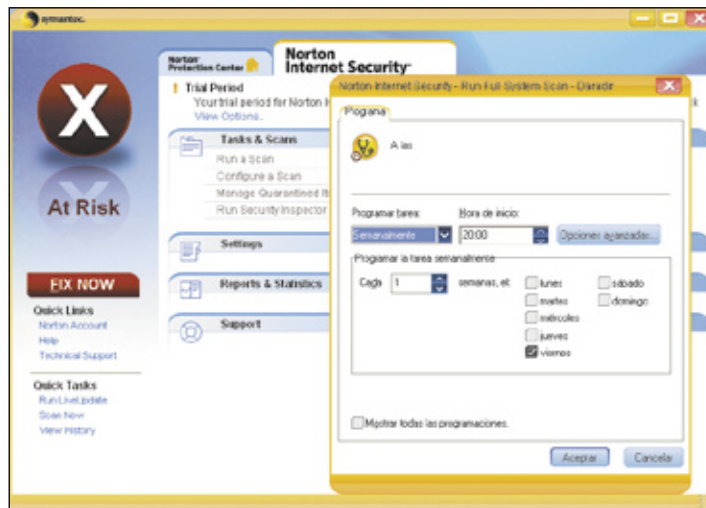 symantec.
Norton
Protection Center
Norton
Internet Security
Trial Period
Your trial period for Norton
View Options.
Tasks & Scans
Run a Scan
Configure a Scan
Manage Quarantined
Run Security Inspector
Settings
Reports & Statistics
Support
X
At Risk
FIX NOW
Quick Links
Norton Account
Help
Technical Support
Quick Tasks
Run LiveUpdate
Scan Now
View History
Norton Internet Security - Run Full System Scan -
Programa
A las
Programar tarea:
Hora de inicio:
Semanalmente
20:00
Opciones avanzadas...
Programar la tarea semanalmente
Cada 1 semanas, el:
lunes
sábado
martes
domingo
miércoles
jueves
viernes
Mostrar todas las programaciones.
Aceptar
Cancelar